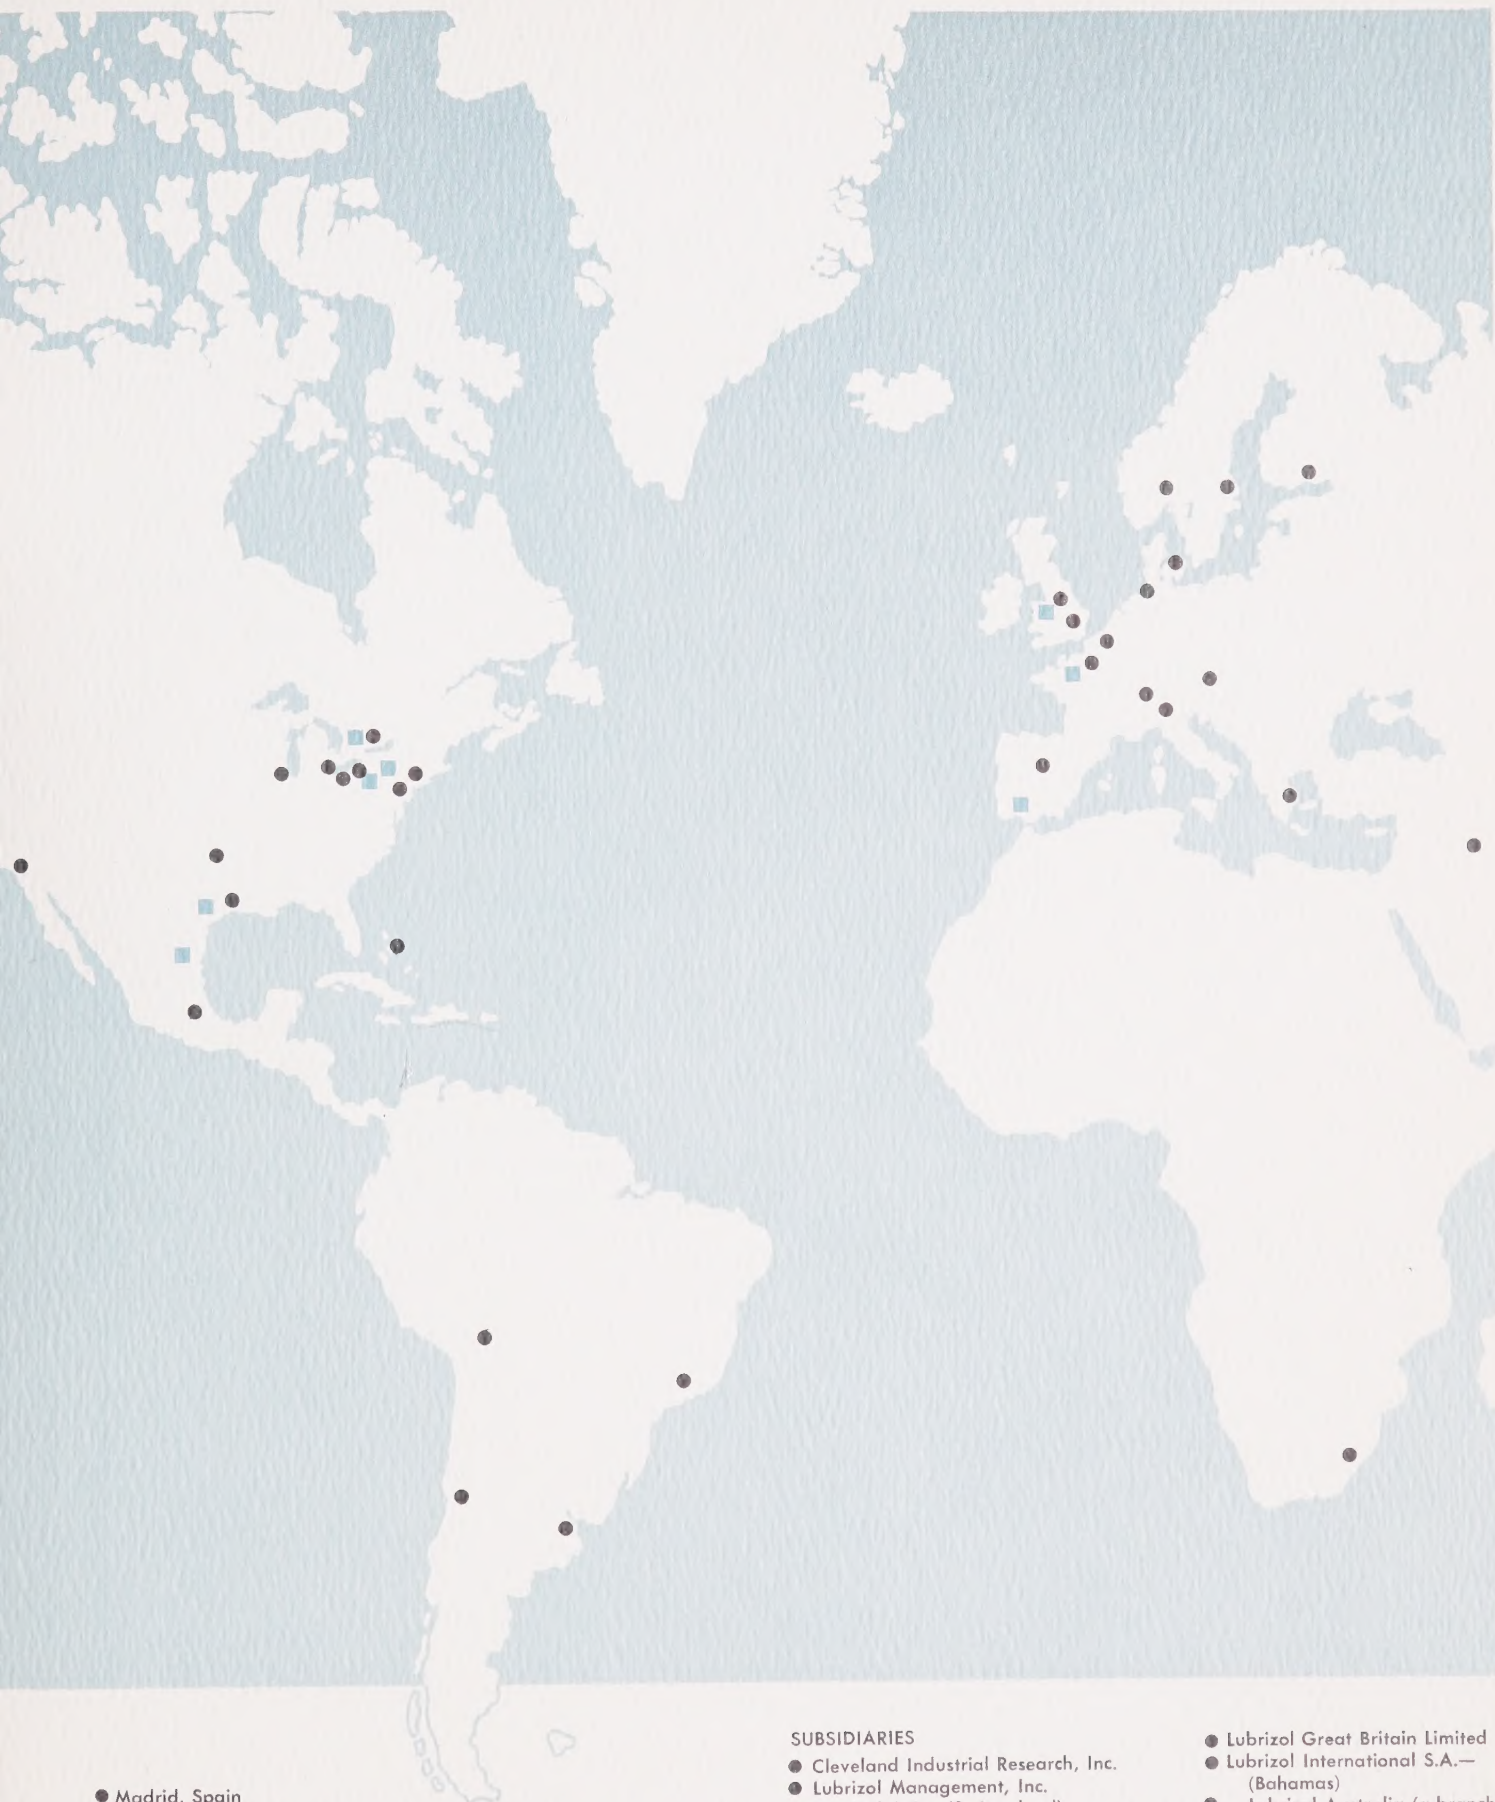 Madrid, Spain
SUBSIDIARIES
Cleveland Industrial Research, Inc.
Lubrizol Management, Inc.
Lubrizol Great Britain Limited
Lubrizol International S.A.—
(Bahamas)